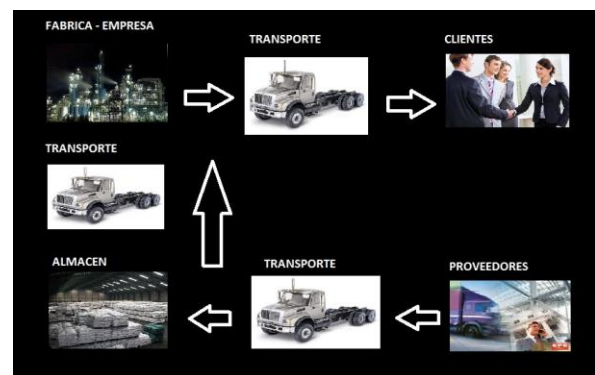 FABRICA - EMPRESA
TRANSPORTE
CLIENTES
TRANSPORTE
ALMACEN
TRANSPORTE
PROVEEDORES